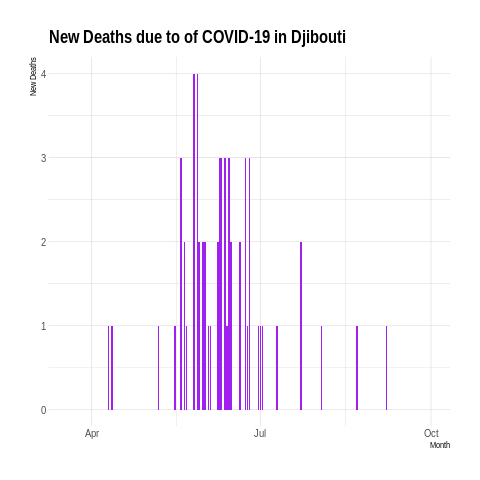 New Deaths due to of COVID-19 in Djibouti
New Deaths
4
3
2
1
0
Apr
Jul
Oct
Month